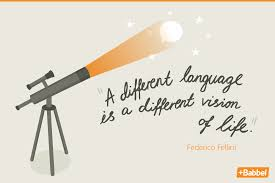 "A different language
is a different vision
of life."
Federico Fellini
+Babbel